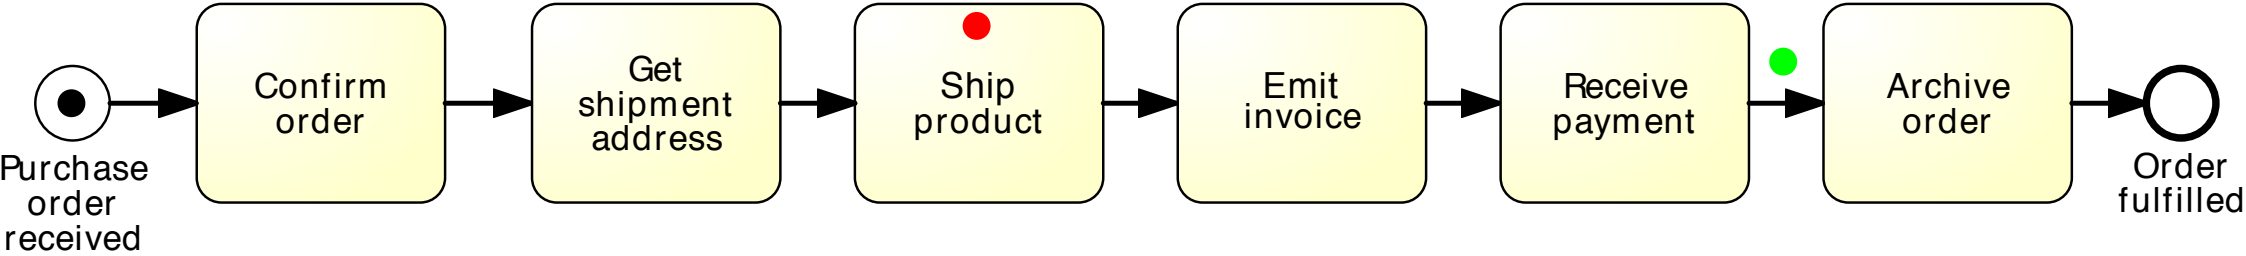 Purchase
order
received
Confirm
order
Get
shipment
address
Ship
product
Emit
invoice
Receive
payment
Archive
order
Order
fulfilled